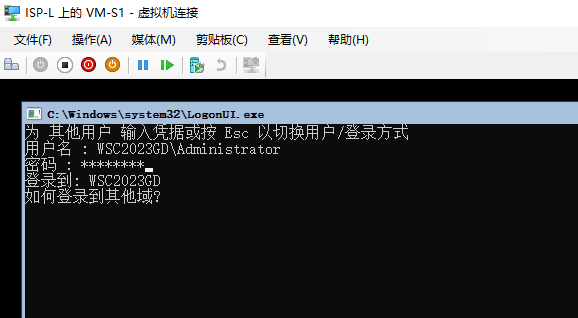 ISP-L 上的 VM-S1 - 虚拟机连接
文件(F) 操作(A) 媒体(M) 剪贴板(C) 查看(V) 帮助(H)
C:\Windows\system32\LogonUI.exe
为 其他用户 输入凭据或按 Esc 以切换用户/登录方式
用户名 : WSC2023GD\Administrator
密码 : ********
登录到: WSC2023GD
如何登录到其他域?